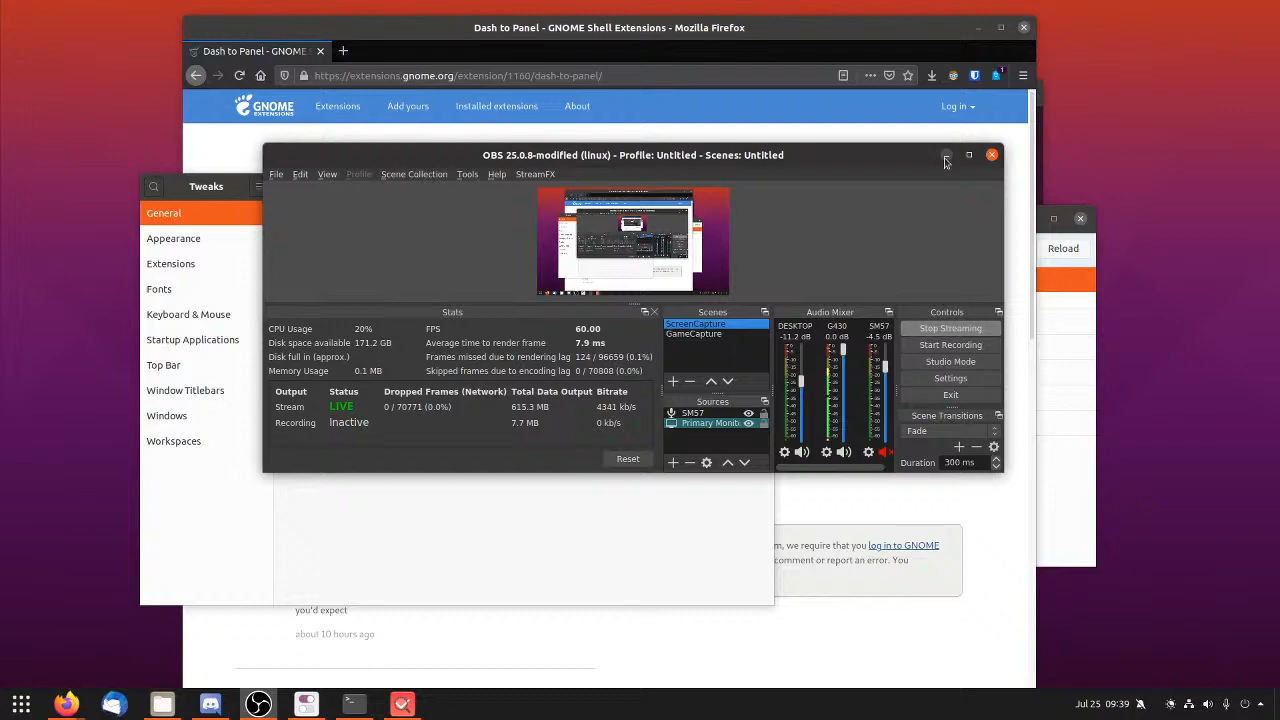 Dash to Panel - GNOME Shell Extensions - Mozilla Firefox
Dash to Panel - GNOME S
https://extensions.gnome.org/extension/1160/dash-to-panel/
1
GNOME
EXTENSIONS
Extensions
Add yours
Installed extensions
About
Log in
OBS 25.0.8-modified (linux) - Profile: Untitled - Scenes: Untitled
File
Edit
View
Profile
Scene Collection
Tools
Help
StreamFX
Tweaks
General
Appearance
Extensions
Fonts
Keyboard & Mouse
Startup Applications
Top Bar
Window Titlebars
Windows
Workspaces
Reload
Stats
CPU Usage 20% FPS 60.00
Disk space available 171.2 GB Average time to render frame 7.9 ms
Disk full in (approx.) Frames missed due to rendering lag 124 / 96659 (0.1%)
Memory Usage 0.1 MB Skipped frames due to encoding lag 0 / 70808 (0.0%)
Output Status Dropped Frames (Network) Total Data Output Bitrate
Stream LIVE 0 / 70771 (0.0%) 615.3 MB 4341 kb/s
Recording Inactive 7.7 MB 0 kb/s
Reset
Scenes
ScreenCapture
GameCapture
Sources
SM57
Primary Monit
Audio Mixer
DESKTOP G430 SM57
-11.2 dB 0.0 dB -4.5 dB
Controls
Stop Streaming
Start Recording
Studio Mode
Settings
Exit
Scene Transitions
Fade
Duration 300 ms
m, we require that you log in to GNOME
comment or report an error. You
you'd expect
about 10 hours ago
Jul 25 09:39